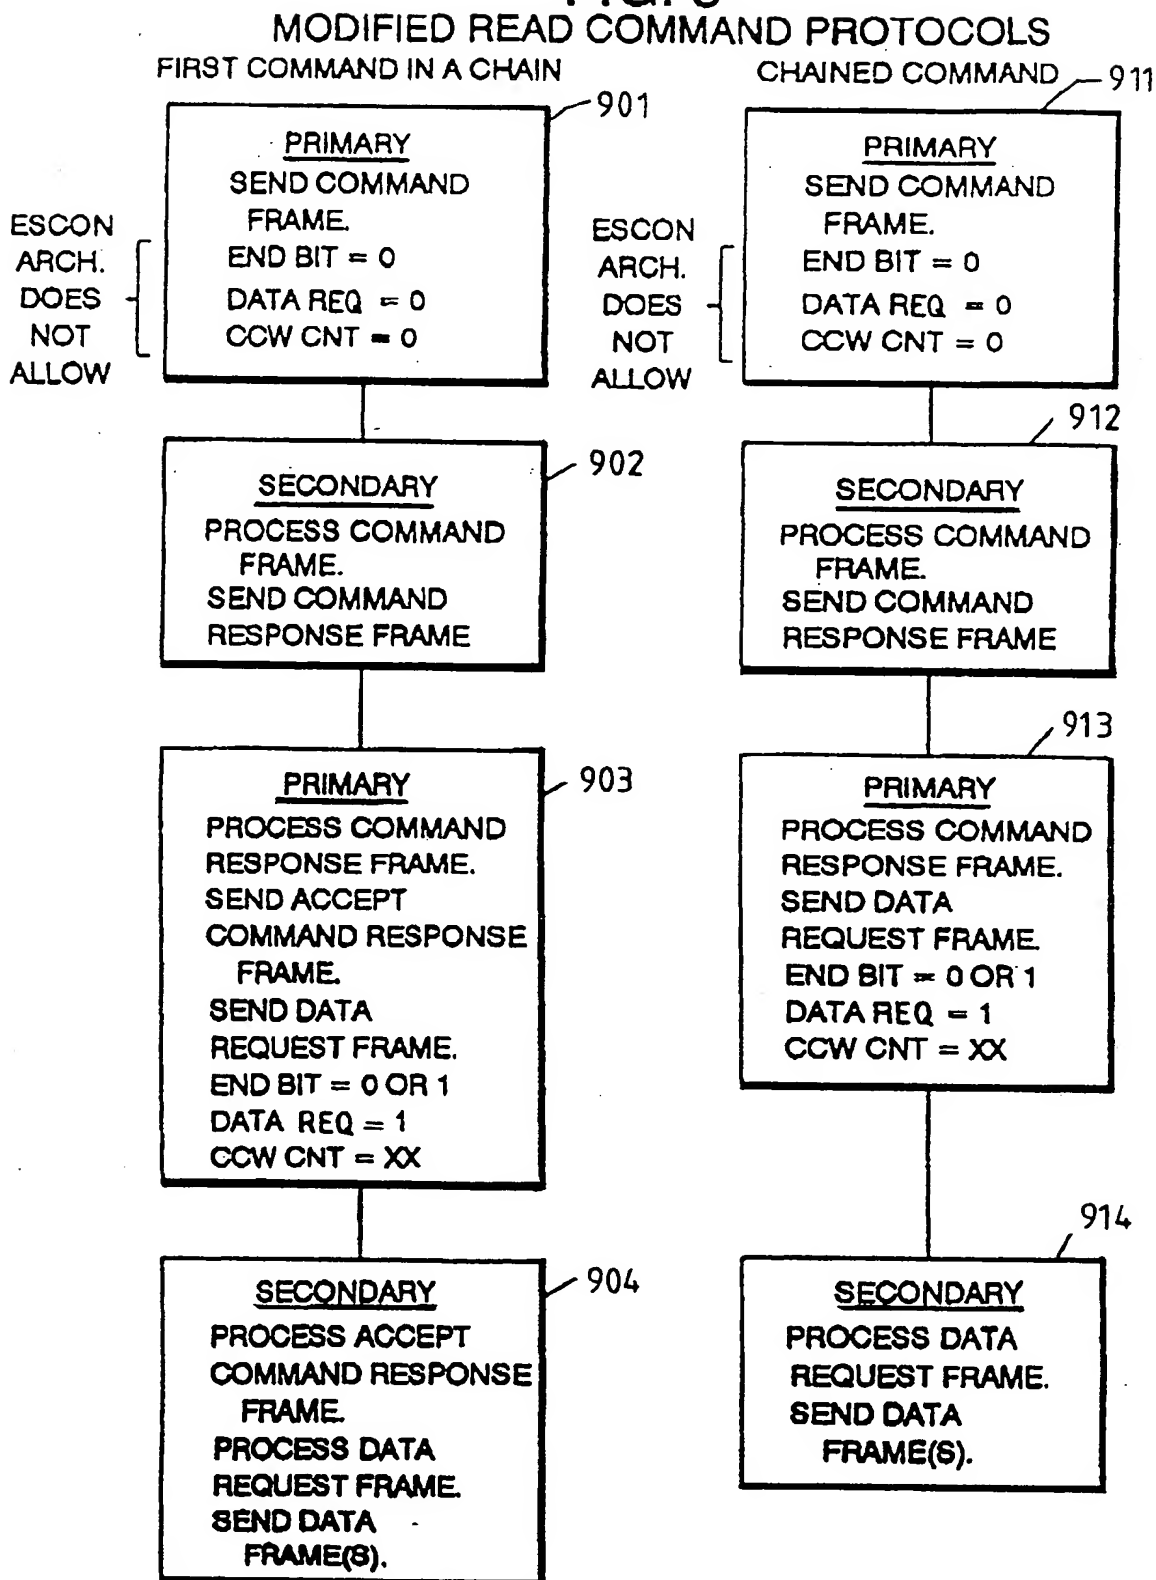 MODIFIED READ COMMAND PROTOCOLS
FIRST COMMAND IN A CHAIN
901
PRIMARY
SEND COMMAND
FRAME.
END BIT = 0
DATA REQ = 0
CCW CNT = 0
ESCON
ARCH.
DOES
NOT
ALLOW
902
SECONDARY
PROCESS COMMAND
FRAME.
SEND COMMAND
RESPONSE FRAME
903
PRIMARY
PROCESS COMMAND
RESPONSE FRAME.
SEND ACCEPT
COMMAND RESPONSE
FRAME.
SEND DATA
REQUEST FRAME.
END BIT = 0 OR 1
DATA REQ = 1
CCW CNT = XX
904
SECONDARY
PROCESS ACCEPT
COMMAND RESPONSE
FRAME.
PROCESS DATA
REQUEST FRAME.
SEND DATA
FRAME(S).
CHAINED COMMAND
911
PRIMARY
SEND COMMAND
FRAME.
END BIT = 0
DATA REQ = 0
CCW CNT = 0
ESCON
ARCH.
DOES
NOT
ALLOW
912
SECONDARY
PROCESS COMMAND
FRAME.
SEND COMMAND
RESPONSE FRAME
913
PRIMARY
PROCESS COMMAND
RESPONSE FRAME.
SEND DATA
REQUEST FRAME.
END BIT = 0 OR 1
DATA REQ = 1
CCW CNT = XX
914
SECONDARY
PROCESS DATA
REQUEST FRAME.
SEND DATA
FRAME(S).